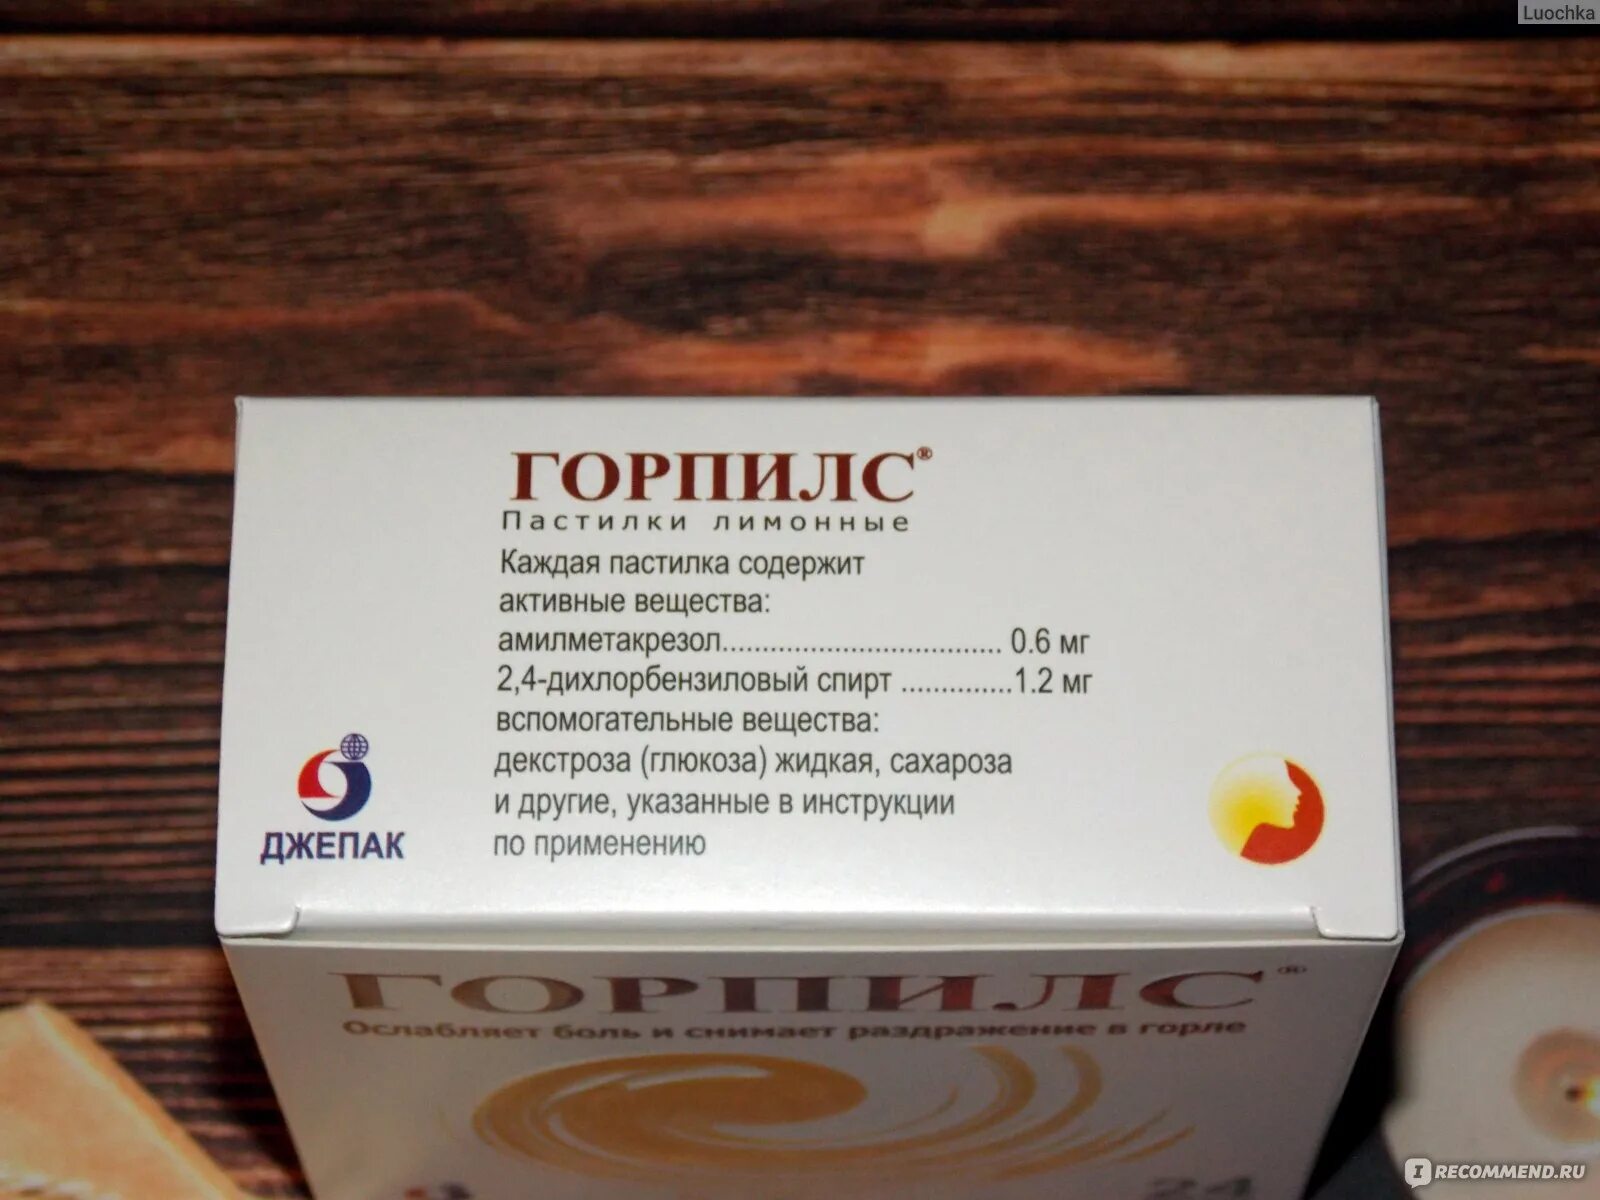 Luochka
ГОРПИЛС®
Пастилки лимонные
Каждая пастилка содержит
активные вещества:
амилметакрезол.................................... 0.6 мг
2,4-дихлорбензиловый спирт ..............1.2 мг
вспомогательные вещества:
декстроза (глюкоза) жидкая, сахароза
и другие, указанные в инструкции
по применению
ДЖЕПАК
ГОРПИЛС®
Ослабляет боль и снимает раздражение в горле
24
IRECOMMEND.RU